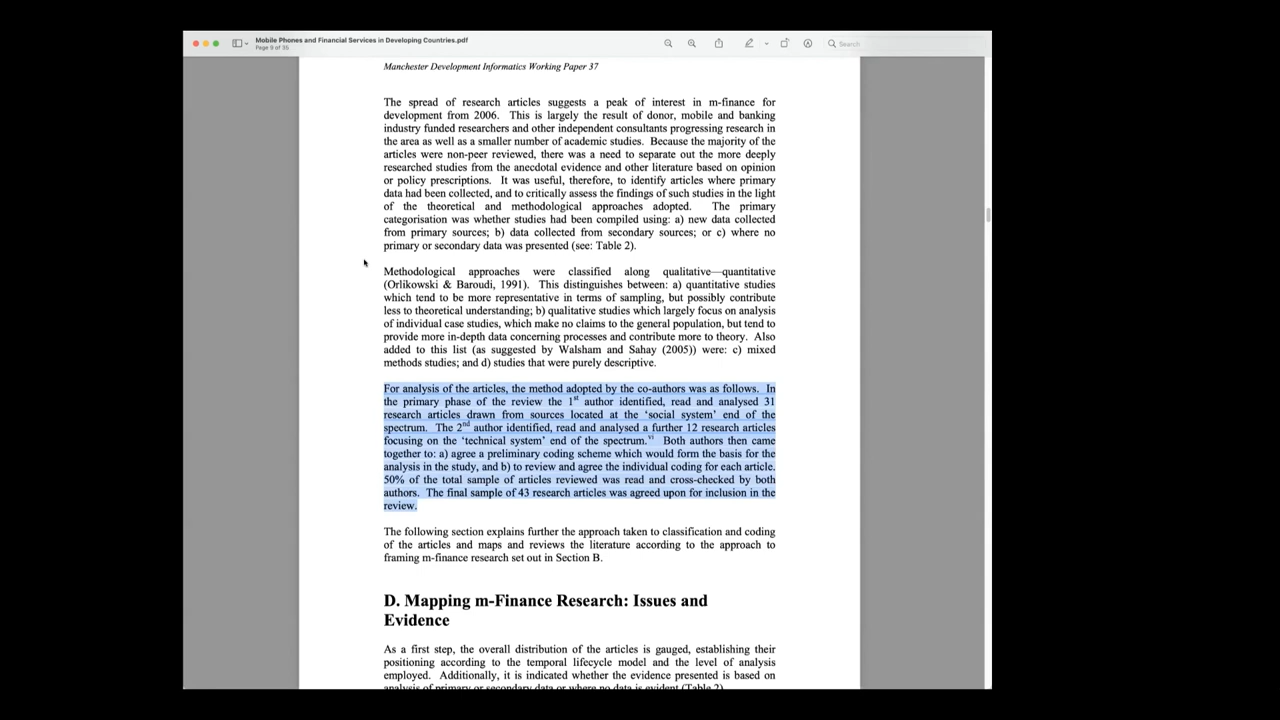 Mobile Phones and Financial Services in Developing Countries.pdf
Page 9 of 35
Search
Manchester Development Informatics Working Paper 37
The spread of research articles suggests a peak of interest in m-finance for
development from 2006. This is largely the result of donor, mobile and banking
industry funded researchers and other independent consultants progressing research in
the area as well as a smaller number of academic studies. Because the majority of the
articles were non-peer reviewed, there was a need to separate out the more deeply
researched studies from the anecdotal evidence and other literature based on opinion
or policy prescriptions. It was useful, therefore, to identify articles where primary
data had been collected, and to critically assess the findings of such studies in the light
of the theoretical and methodological approaches adopted. The primary
categorisation was whether studies had been compiled using: a) new data collected
from primary sources; b) data collected from secondary sources; or c) where no
primary or secondary data was presented (see: Table 2).
Methodological approaches were classified along qualitative—quantitative
(Orlikowski & Baroudi, 1991). This distinguishes between: a) quantitative studies
which tend to be more representative in terms of sampling, but possibly contribute
less to theoretical understanding; b) qualitative studies which largely focus on analysis
of individual case studies, which make no claims to the general population, but tend to
provide more in-depth data concerning processes and contribute more to theory. Also
added to this list (as suggested by Walsham and Sahay (2005)) were: c) mixed
methods studies; and d) studies that were purely descriptive.
For analysis of the articles, the method adopted by the co-authors was as follows. In
the primary phase of the review the 1st author identified, read and analysed 31
research articles drawn from sources located at the ‘social system’ end of the
spectrum. The 2nd author identified, read and analysed a further 12 research articles
focusing on the ‘technical system’ end of the spectrum.vi Both authors then came
together to: a) agree a preliminary coding scheme which would form the basis for the
analysis in the study, and b) to review and agree the individual coding for each article.
50% of the total sample of articles reviewed was read and cross-checked by both
authors. The final sample of 43 research articles was agreed upon for inclusion in the
review.
The following section explains further the approach taken to classification and coding
of the articles and maps and reviews the literature according to the approach to
framing m-finance research set out in Section B.
D. Mapping m-Finance Research: Issues and
Evidence
As a first step, the overall distribution of the articles is gauged, establishing their
positioning according to the temporal lifecycle model and the level of analysis
employed. Additionally, it is indicated whether the evidence presented is based on
analysis of primary or secondary data or where no data is evident (Table 2).